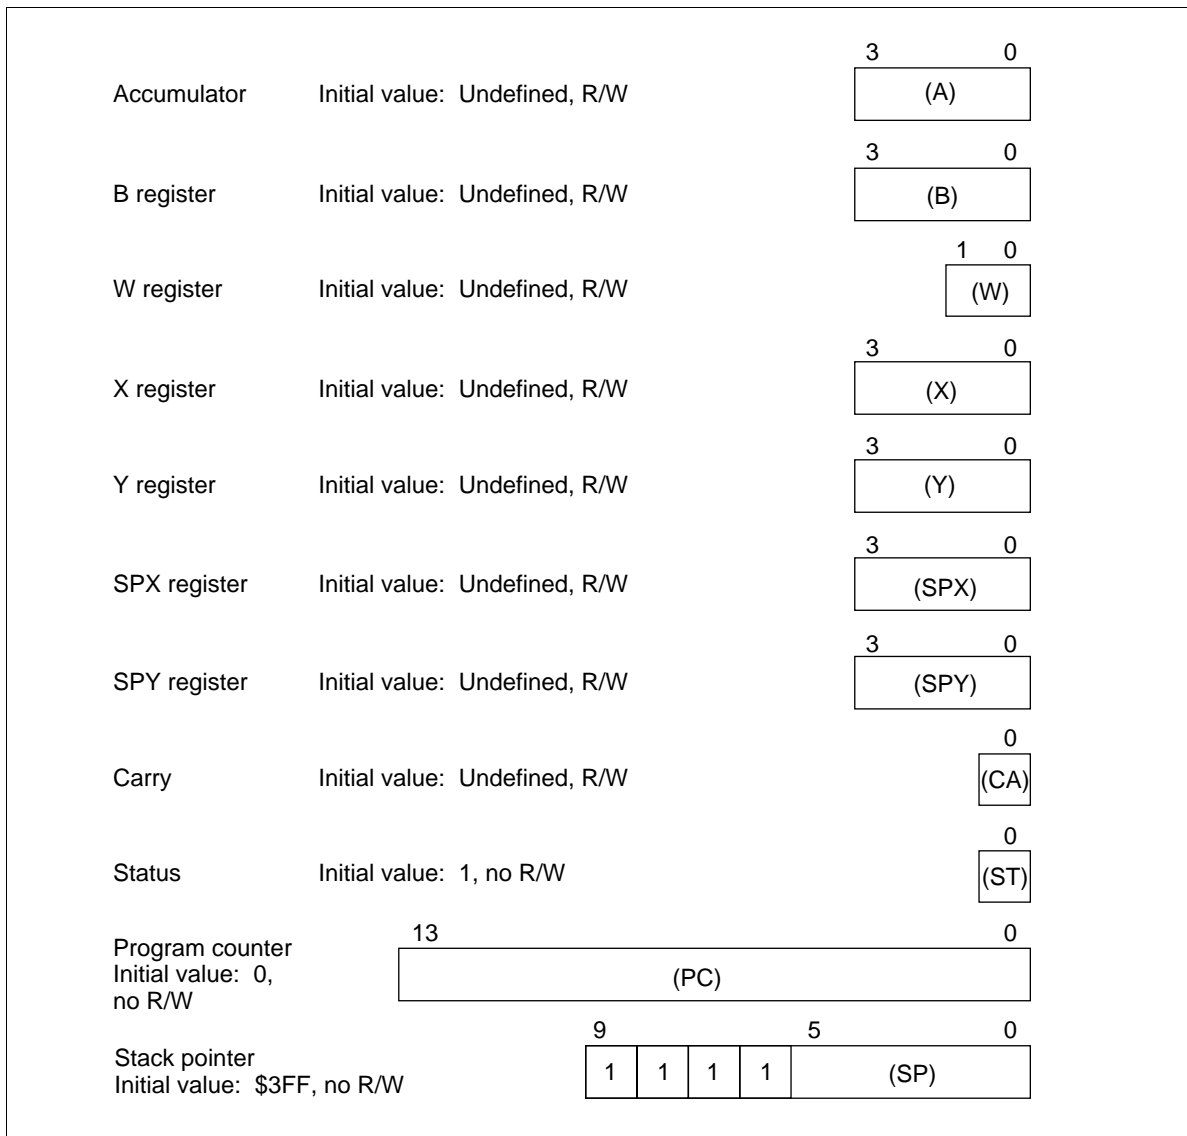 3 0
Accumulator Initial value: Undefined, R/W (A)
3 0
B register Initial value: Undefined, R/W (B)
1 0
W register Initial value: Undefined, R/W (W)
3 0
X register Initial value: Undefined, R/W (X)
3 0
Y register Initial value: Undefined, R/W (Y)
3 0
SPX register Initial value: Undefined, R/W (SPX)
3 0
SPY register Initial value: Undefined, R/W (SPY)
0
Carry Initial value: Undefined, R/W (CA)
0
Status Initial value: 1, no R/W (ST)
13 0
Program counter
Initial value: 0, (PC)
no R/W
9 5 0
Stack pointer 1 1 1 1 (SP)
Initial value: $3FF, no R/W